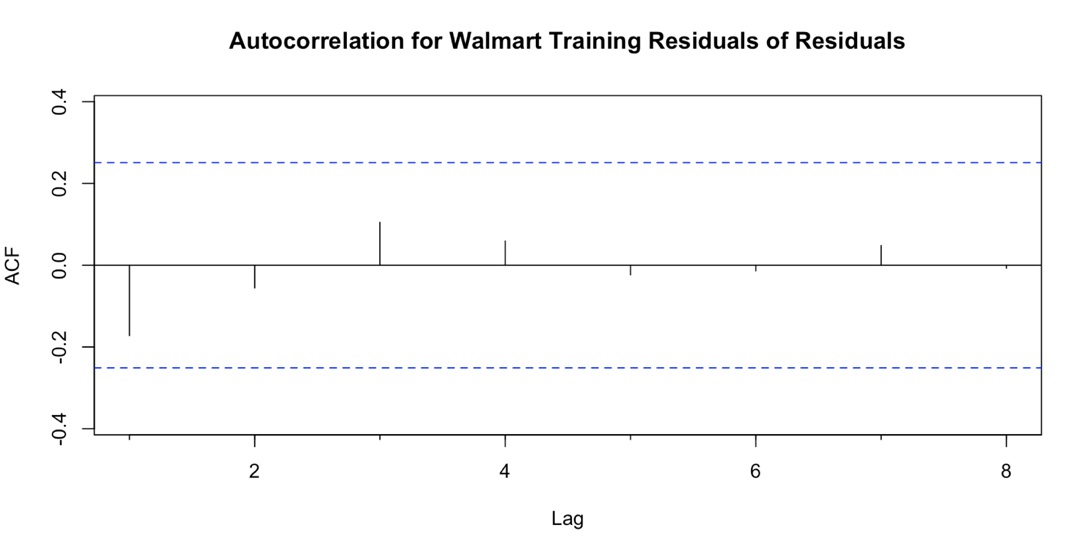 Autocorrelation for Walmart Training Residuals of Residuals
ACF
0.4
0.2
0.0
-0.2
-0.4
2 4 6 8
Lag